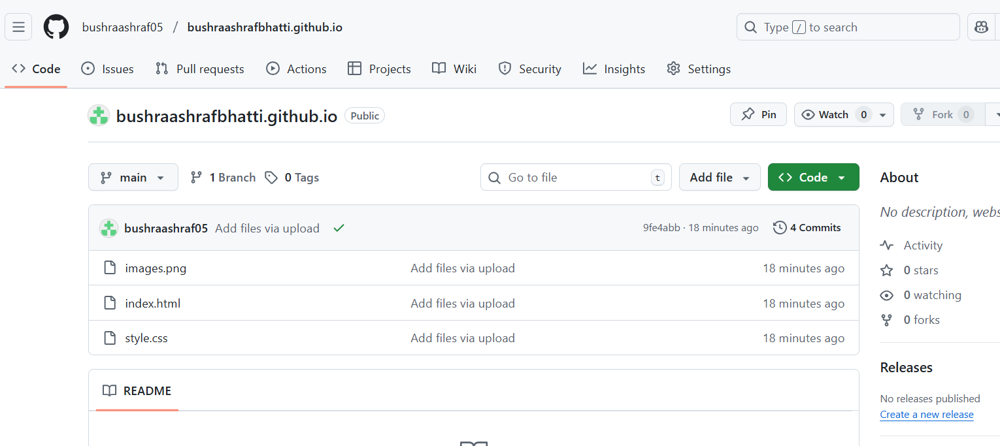 bushraashraf05 / bushraashrafbhatti.github.io
Type / to search
Code Issues Pull requests Actions Projects Wiki Security Insights Settings
bushraashrafbhatti.github.io Public
Pin Watch 0 Fork 0
main 1 Branch 0 Tags
Go to file t Add file Code
About
No description, webs
bushraashraf05 Add files via upload 9fe4abb · 18 minutes ago 4 Commits
Activity
images.png Add files via upload 18 minutes ago
0 stars
0 watching
index.html Add files via upload 18 minutes ago
0 forks
style.css Add files via upload 18 minutes ago
Releases
README
No releases published
Create a new release